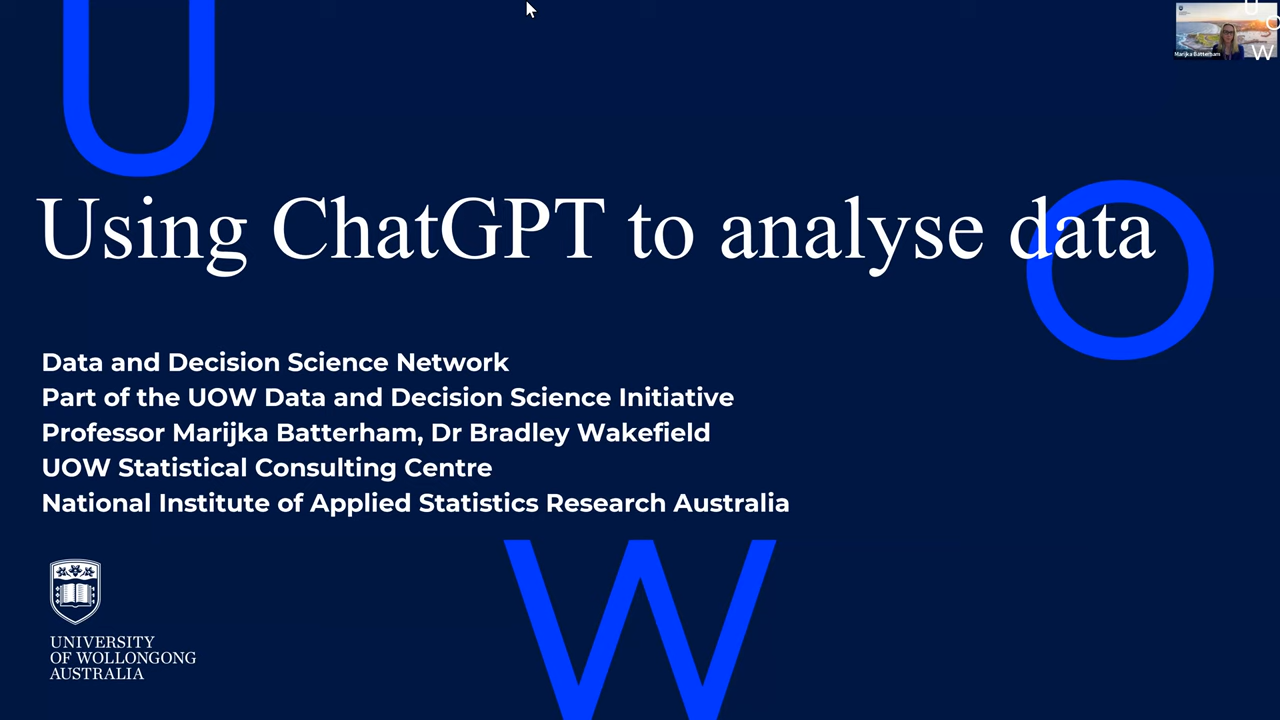 U
Using ChatGPT to analyse data
O
Data and Decision Science Network
Part of the UOW Data and Decision Science Initiative
Professor Marijka Batterham, Dr Bradley Wakefield
UOW Statistical Consulting Centre
National Institute of Applied Statistics Research Australia
W
UNIVERSITY
OF WOLLONGONG
AUSTRALIA
Marijka Batterham
U
O
W